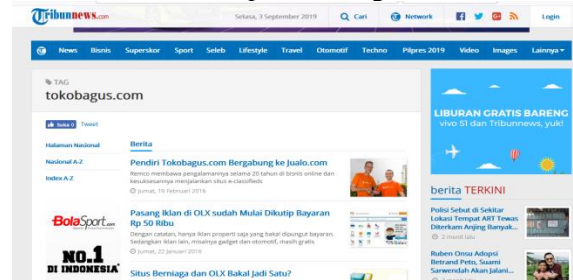 Tribunnews.com
Selasa, 3 September 2019
Cari
Network
Login
News Bisnis Superskor Sport Seleb Lifestyle Travel Otomotif Techno Pilpres 2019 Video Images Lainnya
TAG
tokobagus.com
Suka 0 Tweet
Halaman Nasional
Nasional A-Z
Index A-Z
BolaSport.com
NO.1
DI INDONESIA
Berita
Pendiri Tokobagus.com Bergabung ke Jualo.com
Remco membawa pengalamannya selama 20 tahun di bisnis online dan
kesuksesannya menjalankan situs e-classifieds
Jumat, 19 Februari 2016
Pasang Iklan di OLX sudah Mulai Dikutip Bayaran
Rp 50 Ribu
Dengan catatan, hanya iklan properti saja yang bakal dipungut bayaran.
Sedangkan iklan lain, misalnya gadget dan otomotif, masih gratis
Jumat, 22 Januari 2016
Situs Berniaga dan OLX Bakal Jadi Satu?
LIBURAN GRATIS BARENG
vivo S1 dan Tribunnews, yuk!
berita TERKINI
Polisi Sebut di Sekitar
Lokasi Tempat ART Tewas
Diterkam Anjing Banyak...
2 menit lalu
Ruben Onsu Adopsi
Betrand Peto, Suami
Sarwendah Akan Jalani...